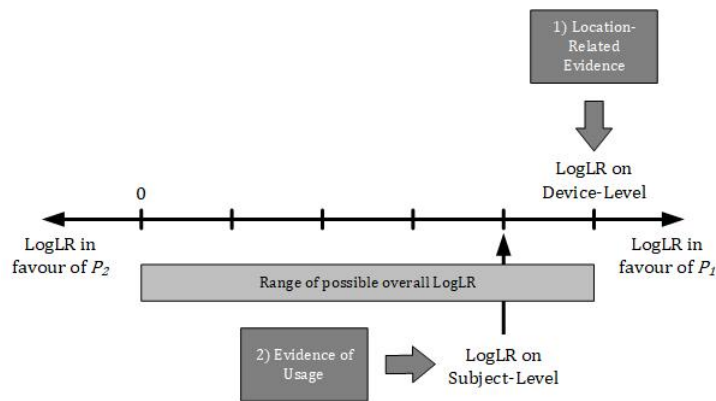 1) Location-
Related
Evidence
LogLR on
Device-Level
0
LogLR in
favour of P₂
LogLR in
favour of P₁
Range of possible overall LogLR
2) Evidence of
Usage
LogLR on
Subject-Level